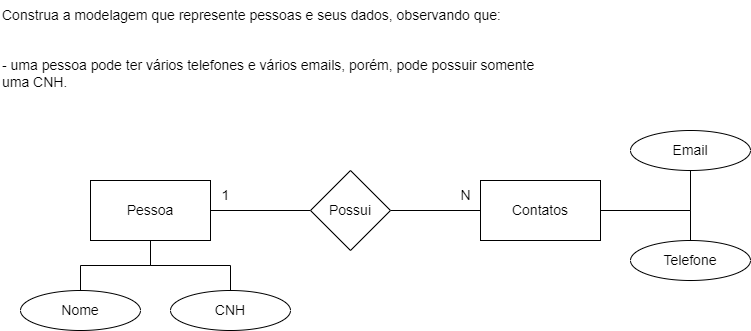 Construa a modelagem que represente pessoas e seus dados, observando que:
- uma pessoa pode ter vários telefones e vários emails, porém, pode possuir somente
uma CNH.
Email
1
N
Pessoa
Possui
Contatos
Telefone
Nome
CNH